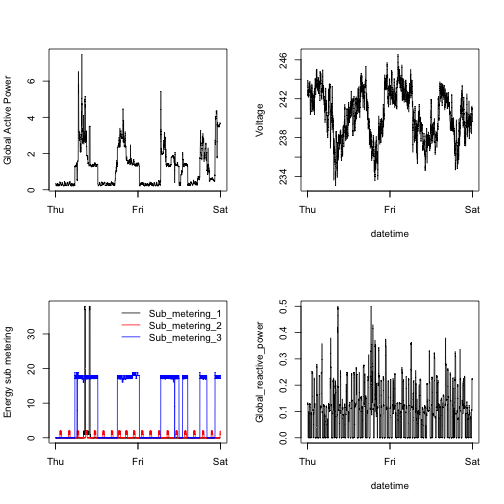 Global Active Power
6
4
2
0
Thu Fri Sat
Voltage
246
242
238
234
Thu Fri Sat
datetime
Energy sub metering
30
20
10
0
Sub_metering_1
Sub_metering_2
Sub_metering_3
Thu Fri Sat
Global_reactive_power
0.5
0.4
0.3
0.2
0.1
0.0
Thu Fri Sat
datetime